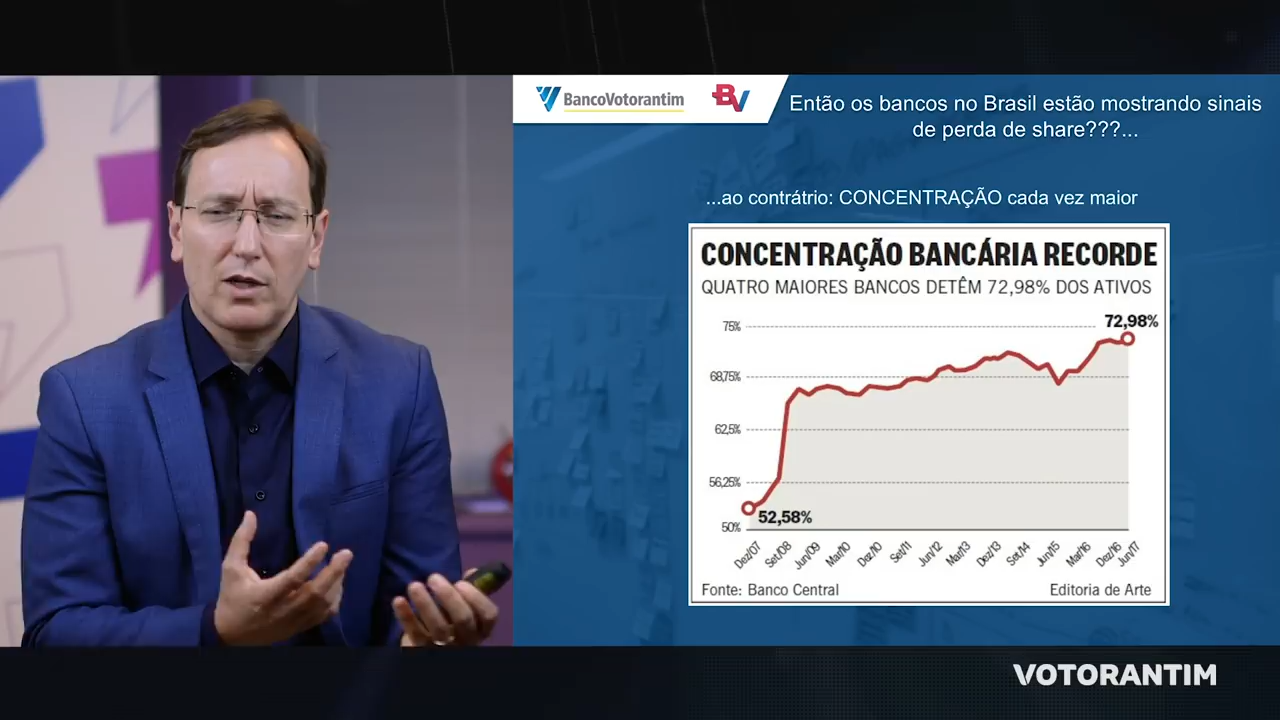 BancoVotorantim
BV
Então os bancos no Brasil estão mostrando sinais
de perda de share???...
...ao contrátrio: CONCENTRAÇÃO cada vez maior
CONCENTRAÇÃO BANCÁRIA RECORDE
QUATRO MAIORES BANCOS DETÊM 72,98% DOS ATIVOS
72,98%
75%
68,75%
62,5%
56,25%
50%
52,58%
Dez/07 Set/08 Jun/09 Mar/10 Dez/10 Set/11 Jun/12 Mar/13 Dez/13 Set/14 Jun/15 Mar/16 Dez/16 Jun/17
Fonte: Banco Central
Editoria de Arte
VOTORANTIM